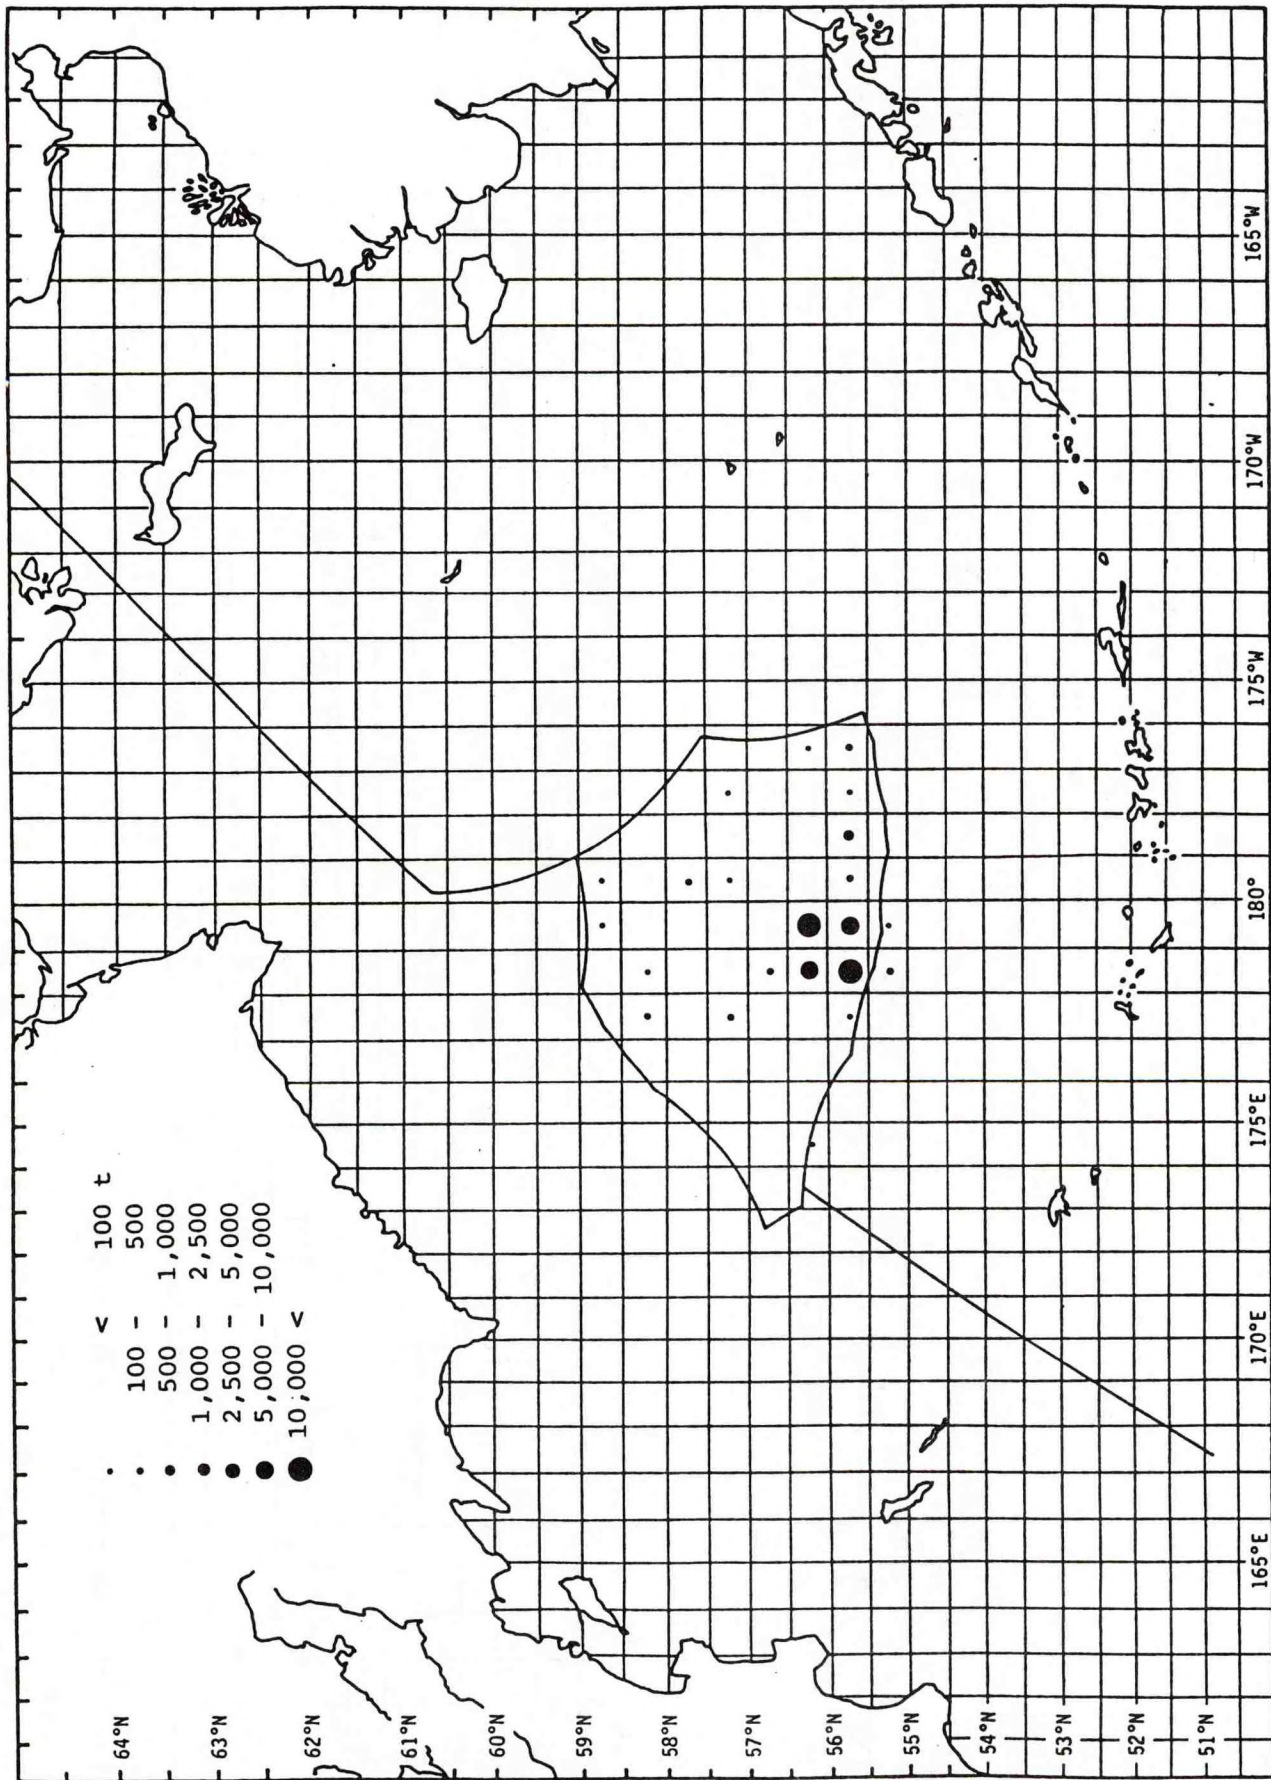 < 100 t
100 - 500
500 - 1,000
1,000 - 2,500
2,500 - 5,000
5,000 - 10,000
10,000 <
64°N
63°N
62°N
61°N
60°N
59°N
58°N
57°N
56°N
55°N
54°N
53°N
52°N
51°N
165°E
170°E
175°E
180°
175°W
170°W
165°W